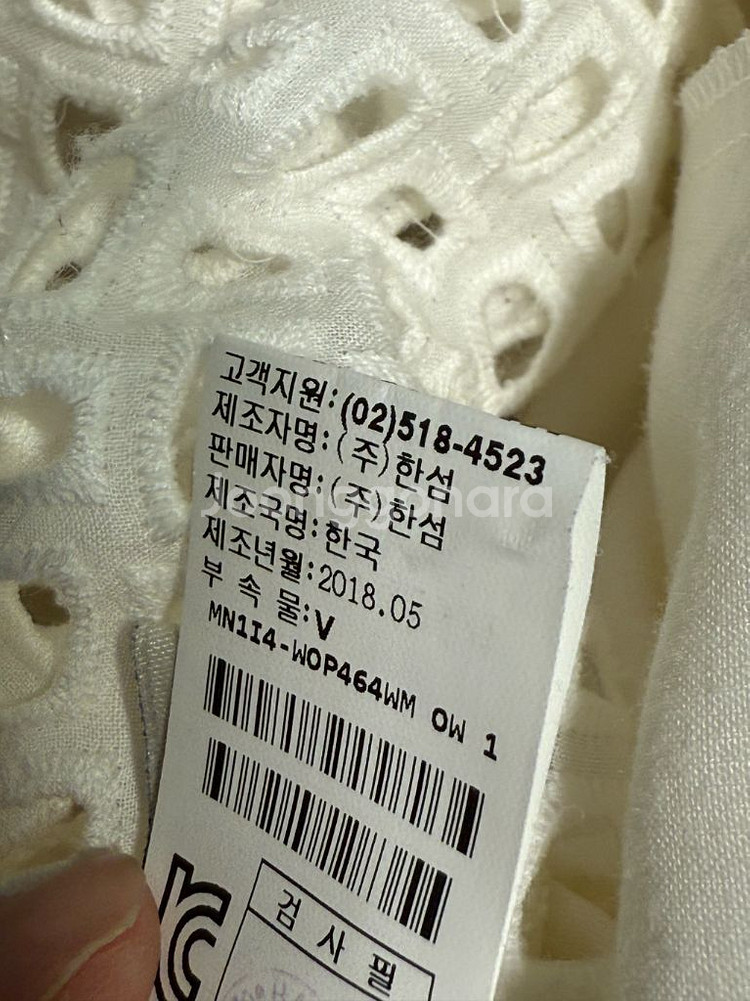 고객지원:(02)518-4523
제조자명:(주)한섬
판매자명:(주)한섬
제조국명:한국
제조년월:2018.05
부 속 물:V
MN1I4-WOP464WM OW 1
검 사 필